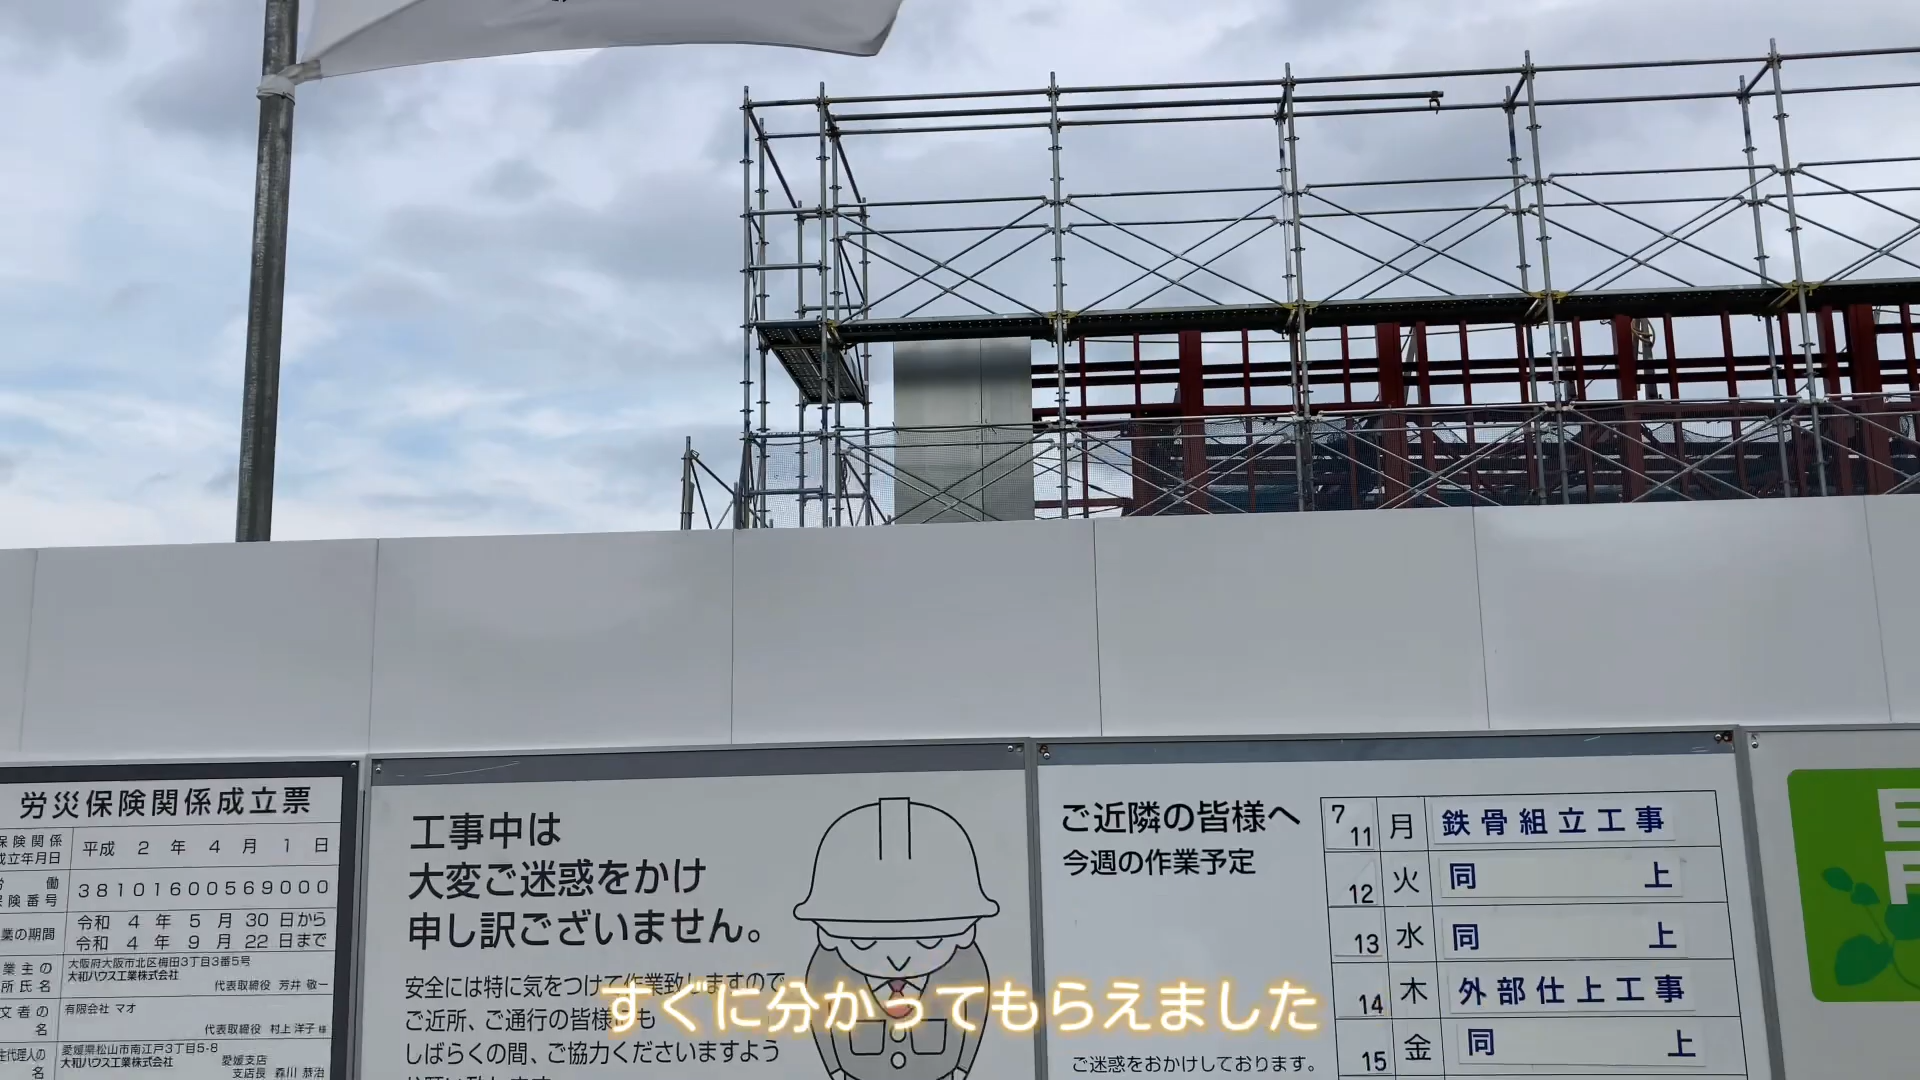 労災保険関係成立票
保険関係
成立年月日
平成 2 年 4 月 1 日
労働
保険番号
38101600569000
業の期間
令和 4 年 5 月 30 日から
令和 4 年 9 月 22 日まで
業主の
所氏名
大阪府大阪市北区梅田3丁目3番5号
大和ハウス工業株式会社
代表取締役 芳井 敬一
文者の
名
有限会社 マオ
代表取締役 村上 洋子 様
代理人の
名
愛媛県松山市南江戸3丁目5-8
大和ハウス工業株式会社 愛媛支店
支店長 森川 恭治
工事中は
大変ご迷惑をかけ
申し訳ございません。
安全には特に気をつけて作業致しますので
ご近所、ご通行の皆様にも
しばらくの間、ご協力くださいますよう
ご近隣の皆様へ
今週の作業予定
7/11 月 鉄骨組立工事
12 火 同 上
13 水 同 上
14 木 外部仕上工事
15 金 同 上
ご迷惑をおかけしております。
すぐに分かってもらえました